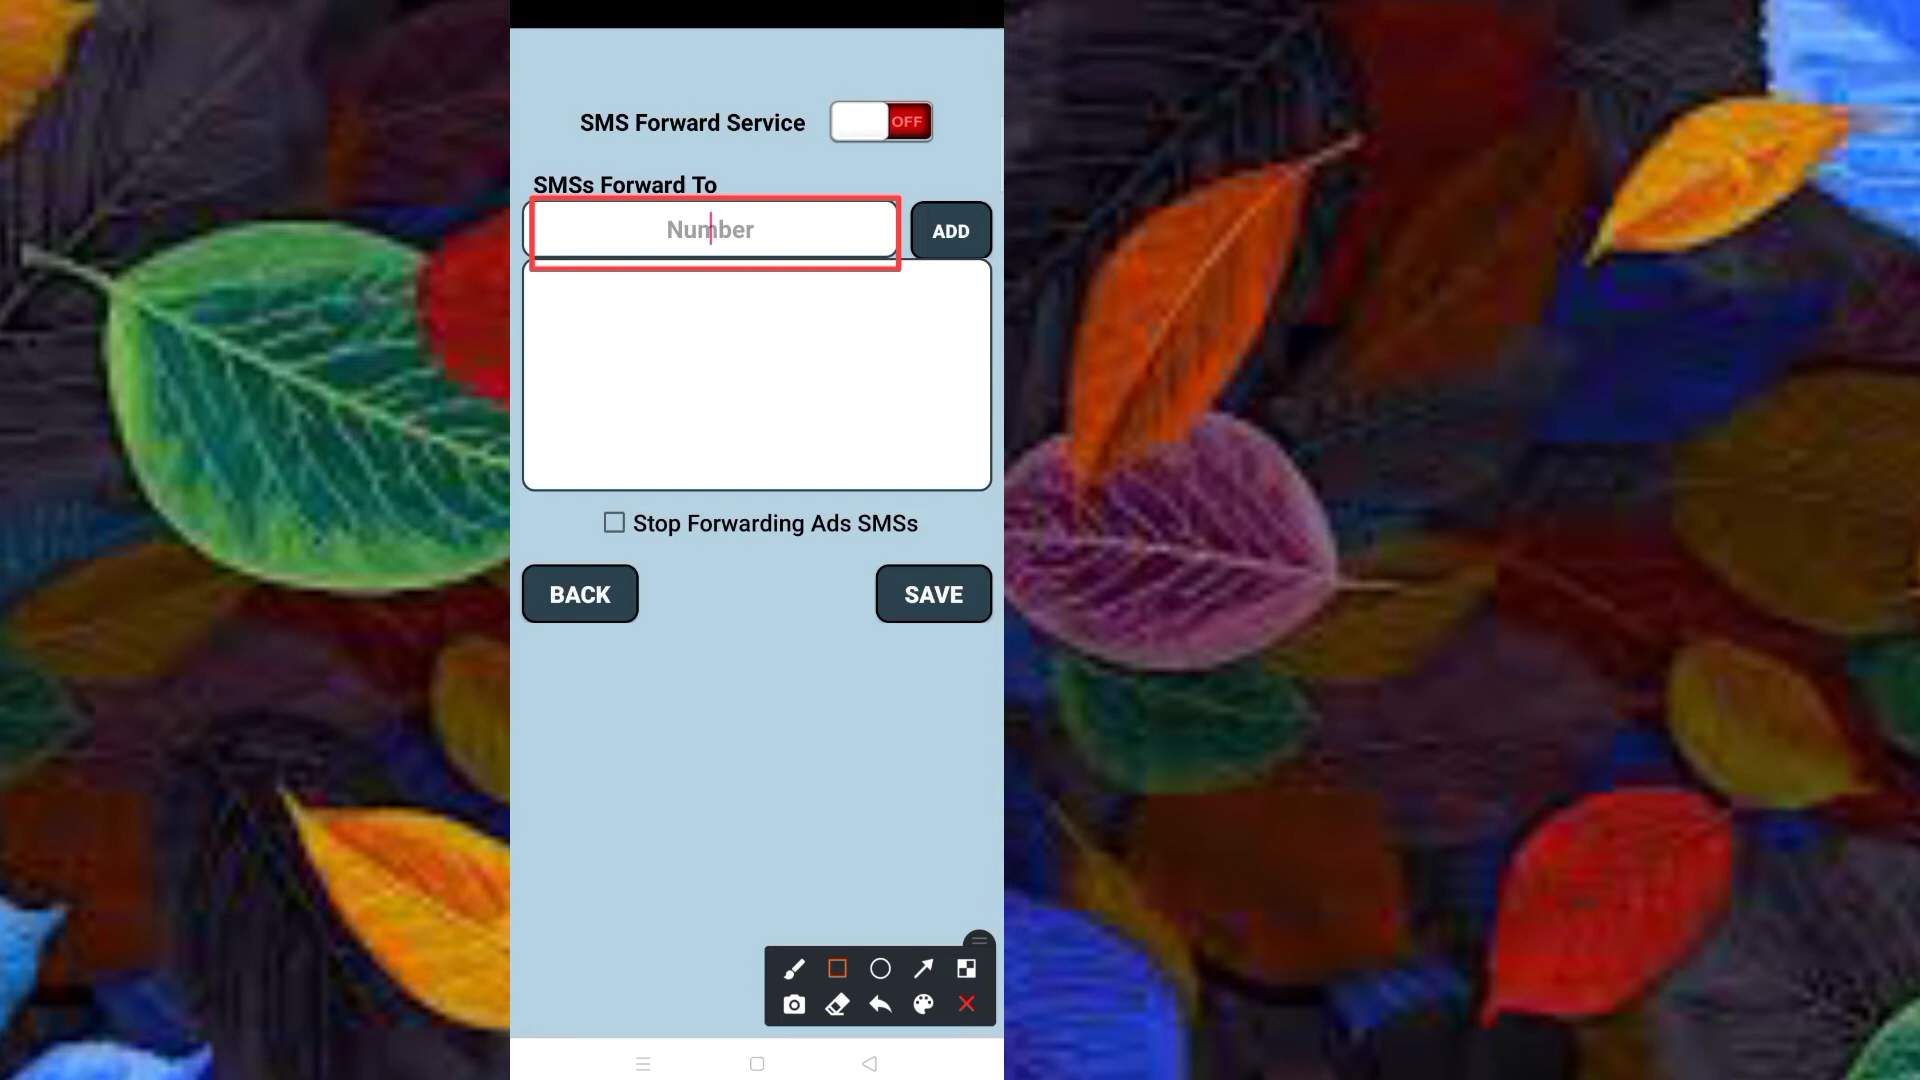 SMS Forward Service
OFF
SMSs Forward To
Number
ADD
Stop Forwarding Ads SMSs
BACK
SAVE